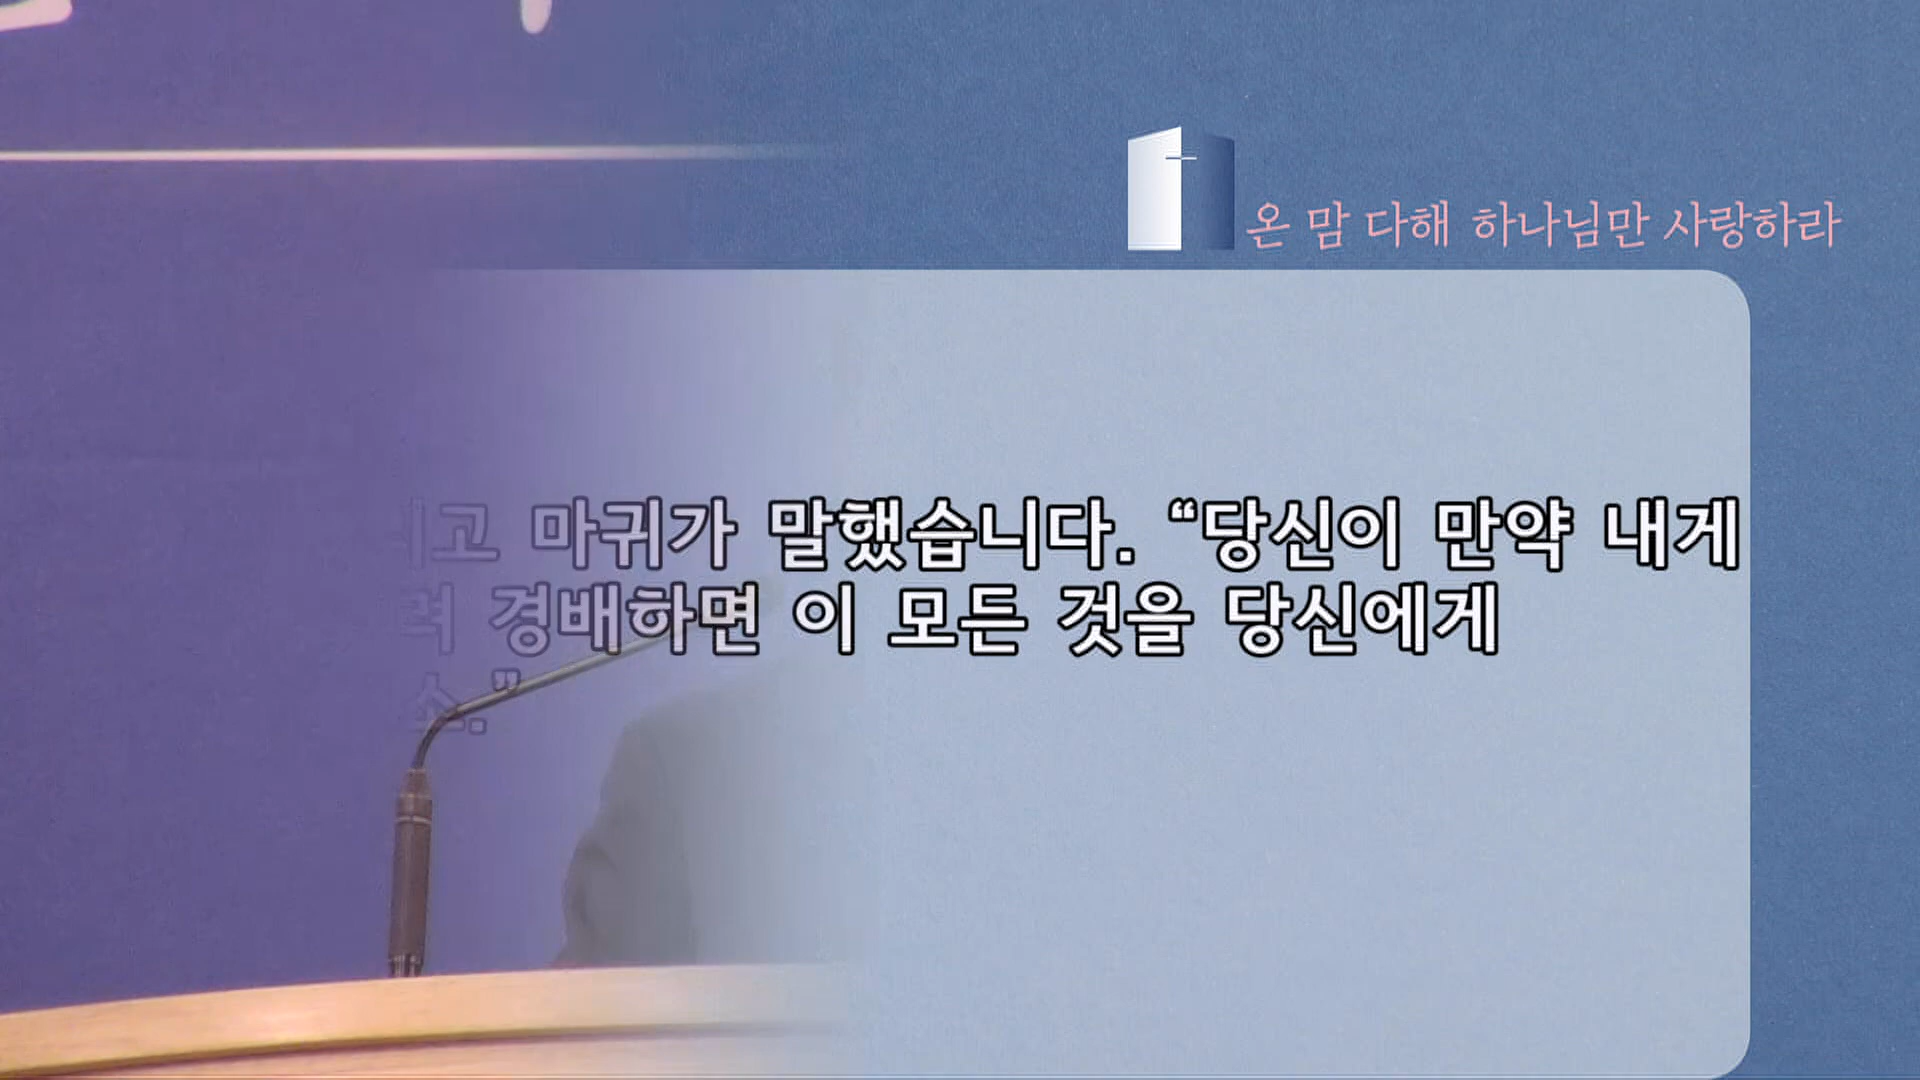 온 맘 다해 하나님만 사랑하라
마귀가 말했습니다. “당신이 만약 내게
경배하면 이 모든 것을 당신에게
소.”